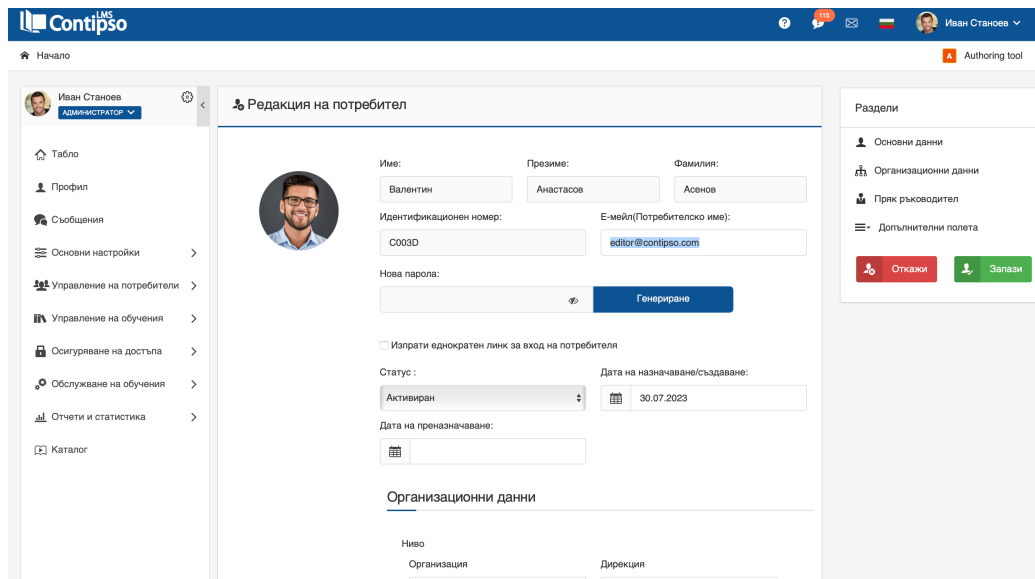 Contipso LMS
115
Иван Станоев
Начало
A Authoring tool
Иван Станоев
АДМИНИСТРАТОР
Табло
Профил
Съобщения
Основни настройки
Управление на потребители
Управление на обучения
Осигуряване на достъпа
Обслужване на обучения
Отчети и статистика
Каталог
Редакция на потребител
Име: Презиме: Фамилия:
Валентин Анастасов Асенов
Идентификационен номер: Е-мейл(Потребителско име):
C003D editor@contipso.com
Нова парола:
Генериране
Изпрати еднократен линк за вход на потребителя
Статус : Дата на назначаване/създаване:
Активиран 30.07.2023
Дата на преназначаване:
Организационни данни
Ниво
Организация Дирекция
Раздели
Основни данни
Организационни данни
Пряк ръководител
Допълнителни полета
Откажи Запази